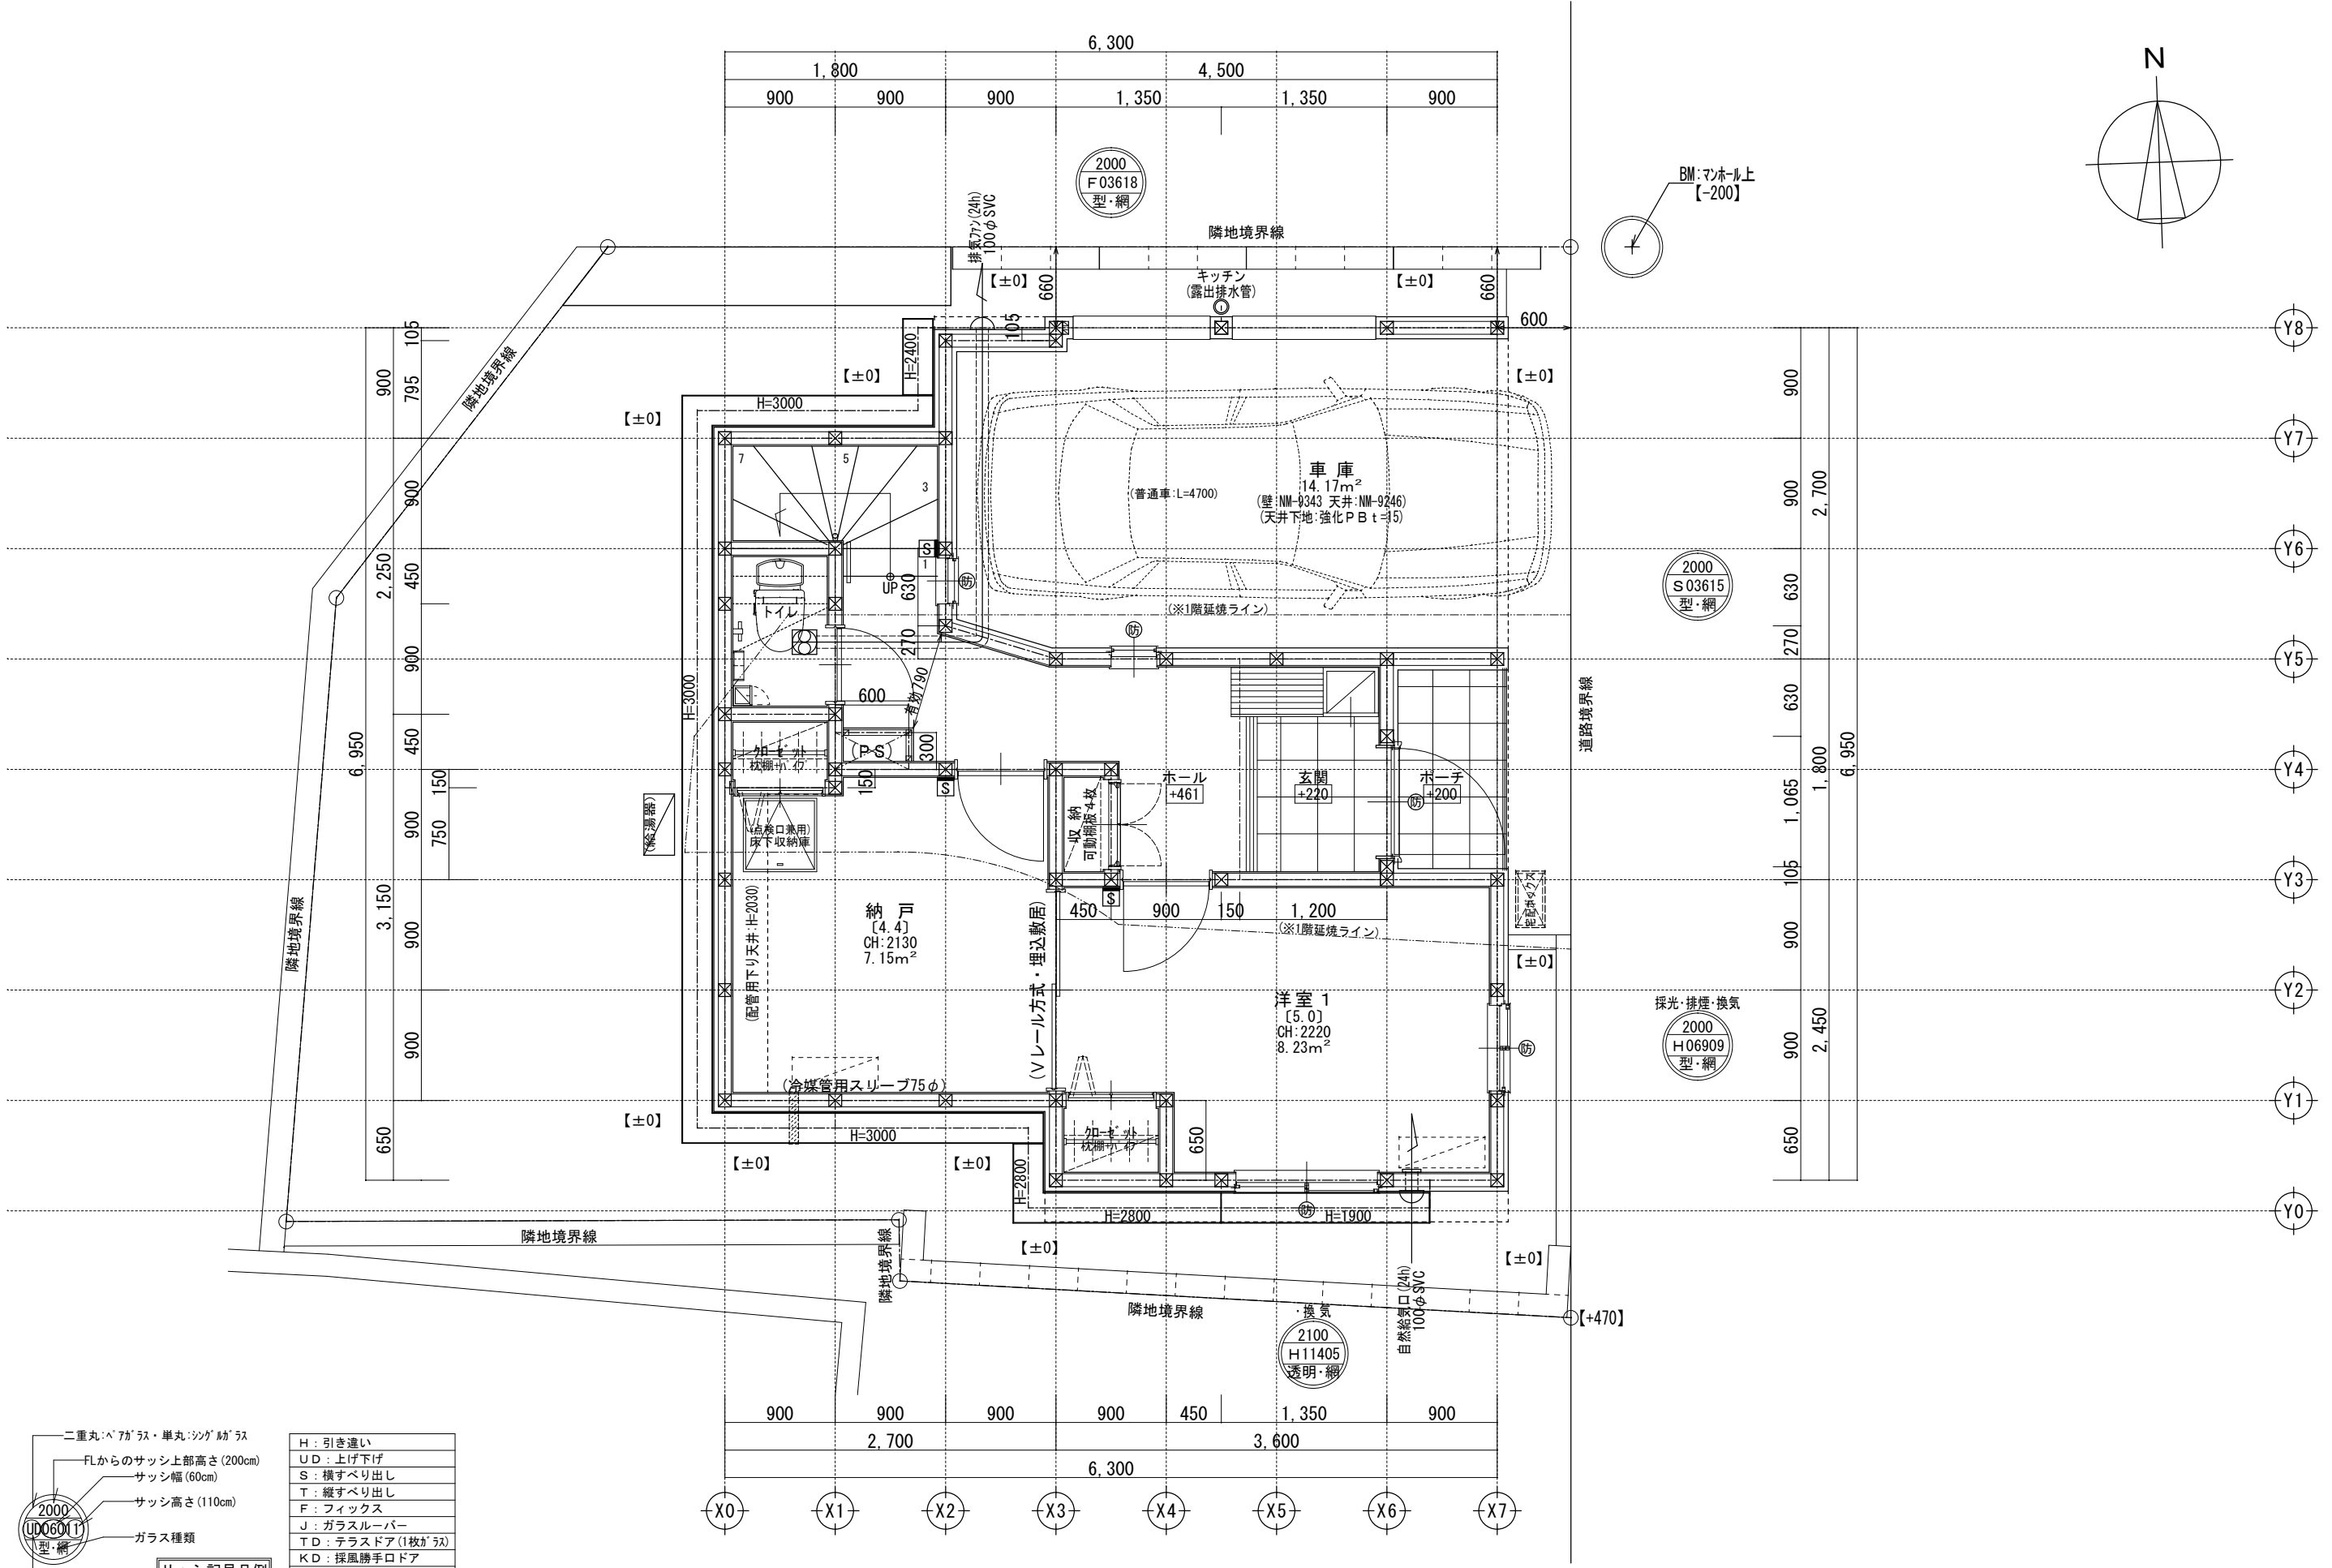 6,300
1,800
4,500
900
900
900
1,350
1,350
900
N
2000
F03618
型・網
BM:マンホール上
【-200】
排気ファン(24h)
100φSVC
隣地境界線
【±0】
660
キッチン
(露出排水管)
【±0】
660
600
105
Y8
105
900
795
隣地境界線
【±0】
H=2400
【±0】
900
H=3000
【±0】
Y7
7
5
3
車 庫
14.17m²
(壁:NM-9343 天井:NM-9246)
(天井下地:強化PBt=15)
(普通車:L=4700)
900
2,700
900
Y6
2,250
450
S
1
UP
630
防
トイレ
(※1階延焼ライン)
2000
S03615
型・網
630
270
270
防
Y5
900
H=3000
600
有効790
道路境界線
630
6,950
450
クローゼット
枕棚+パイプ
(PS)
300
ホール
+461
玄関
+220
ポーチ
+200
防
1,800
6,950
Y4
150
150
S
収 納
可動棚板4枚
1,065
(給湯器)
(点検口兼用)
床下収納庫
900
750
105
Y3
3,150
隣地境界線
(配管用下り天井:H=2030)
納 戸
[4.4]
CH:2130
7.15m²
S
450
900
150
1,200
(※1階延焼ライン)
宅配ボックス
900
900
【±0】
(Vレール方式・埋込敷居)
洋室1
[5.0]
CH:2220
8.23m²
採光・排煙・換気
2000
H06909
型・網
Y2
900
防
900
2,450
(冷媒管用スリーブ75φ)
Y1
【±0】
H=3000
クローゼット
枕棚+パイプ
650
650
650
【±0】
【±0】
H=2800
H=2800
防
H=1900
Y0
隣地境界線
隣地境界線
【±0】
【±0】
自然給気口(24h)
100φSVC
隣地境界線
・換気
2100
H11405
透明・網
【+470】
900
900
900
900
450
1,350
900
2,700
3,600
6,300
X0
X1
X2
X3
X4
X5
X6
X7
二重丸:ペアガラス・単丸:シングルガラス
FLからのサッシ上部高さ(200cm)
サッシ幅(60cm)
サッシ高さ(110cm)
ガラス種類
2000
UD06011
型・網
H:引き違い
UD:上げ下げ
S:横すべり出し
T:縦すべり出し
F:フィックス
J:ガラスルーバー
TD:テラスドア(1枚ガラス)
KD:採風勝手口ドア